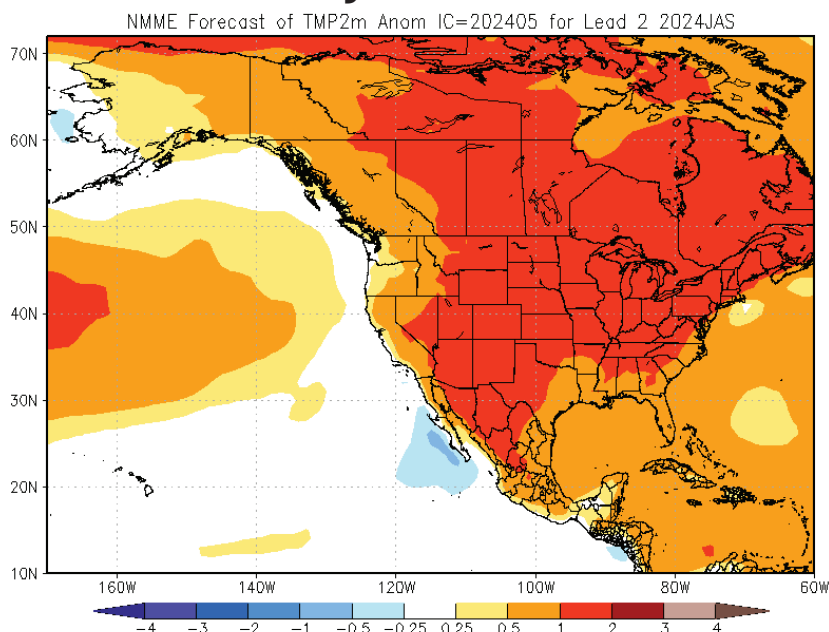 NMME Forecast of TMP2m Anom IC=202405 for Lead 2 2024JAS
70N
60N
50N
40N
30N
20N
10N
160W 140W 120W 100W 80W 60W
-4 -3 -2 -1 -0.5 -0.25 0.25 0.5 1 2 3 4